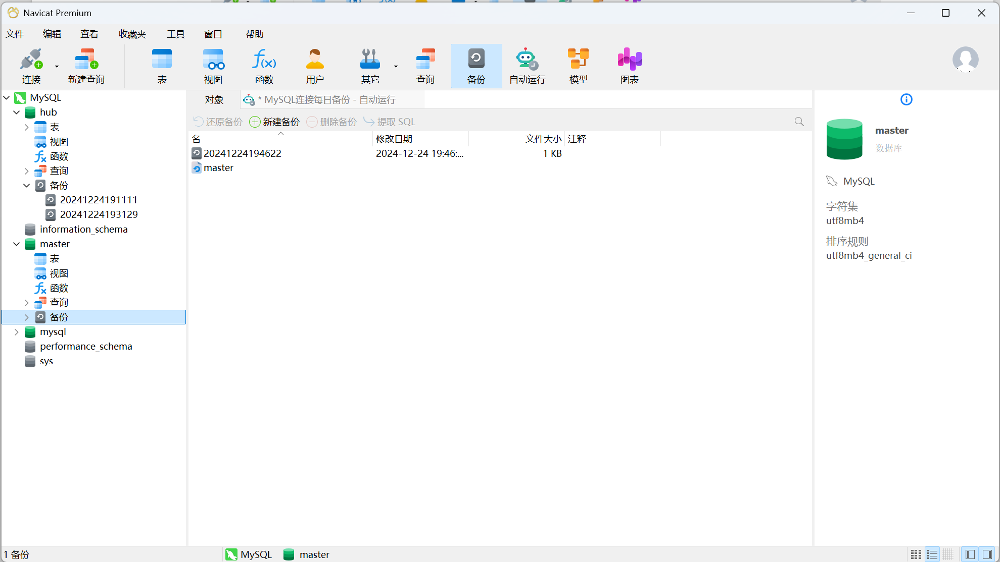 Navicat Premium
文件 编辑 查看 收藏夹 工具 窗口 帮助
连接 新建查询 表 视图 函数 用户 其它 查询 备份 自动运行 模型 图表
MySQL
hub
表
视图
函数
查询
备份
20241224191111
20241224193129
information_schema
master
表
视图
函数
查询
备份
mysql
performance_schema
sys
对象 * MySQL连接每日备份 - 自动运行
还原备份 新建备份 删除备份 提取 SQL
名 修改日期 文件大小 注释
20241224194622 2024-12-24 19:46:... 1 KB
master
master
数据库
MySQL
字符集
utf8mb4
排序规则
utf8mb4_general_ci
1 备份 MySQL master